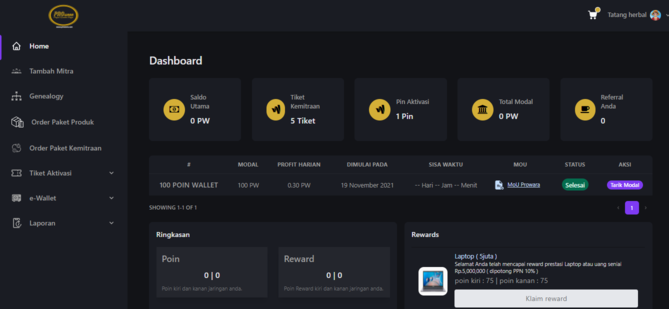 Tatang herbal
Home
Tambah Mitra
Genealogy
Order Paket Produk
Order Paket Kemitraan
Tiket Aktivasi
e-Wallet
Laporan
Dashboard
Saldo
Utama
0 PW
Tiket
Kemitraan
5 Tiket
Pin Aktivasi
1 Pin
Total Modal
0 PW
Referral
Anda
0
# MODAL PROFIT HARIAN DIMULAI PADA SISA WAKTU MOU STATUS AKSI
100 POIN WALLET 100 PW 0.30 PW 19 November 2021 -- Hari -- Jam -- Menit MoU Prowara Selesai Tarik Modal
SHOWING 1-1 OF 1
1
Ringkasan
Poin
0 | 0
Poin kiri dan kanan jaringan anda.
Reward
0 | 0
Poin Reward kiri dan kanan jaringan anda.
Rewards
Laptop ( 5juta )
Selamat Anda telah mencapai reward prestasi Laptop atau uang senilai
Rp.5,000,000 ( dipotong PPN 10% )
poin kiri : 75 | poin kanan : 75
Klaim reward